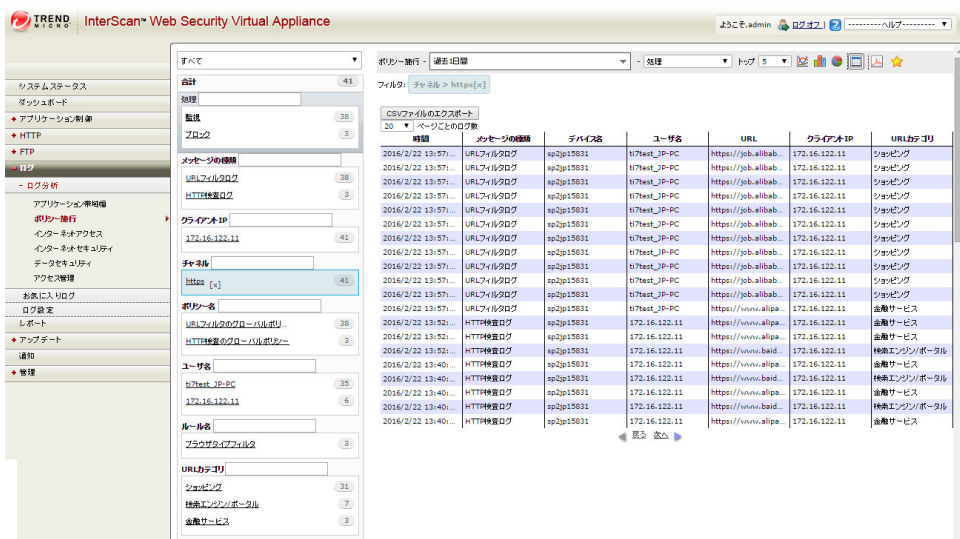 TREND MICRO InterScan™ Web Security Virtual Appliance
ようこそ,admin ログオフ | ? ---------ヘルプ---------
システムステータス
ダッシュボード
アプリケーション制御
HTTP
FTP
ログ
ログ分析
アプリケーション帯域幅
ポリシー施行
インターネットアクセス
インターネットセキュリティ
データセキュリティ
アクセス管理
お気に入りログ
ログ設定
レポート
アップデート
通知
管理
すべて
合計 41
処理
監視 38
ブロック 3
メッセージの種類
URLフィルタログ 38
HTTP検査ログ 3
クライアントIP
172.16.122.11 41
チャネル
https [x] 41
ポリシー名
URLフィルタのグローバルポリ... 38
HTTP検査のグローバルポリシー 3
ユーザ名
ti7test_JP-PC 35
172.16.122.11 6
ルール名
ブラウザタイプフィルタ 3
URLカテゴリ
ショッピング 31
検索エンジン/ポータル 7
金融サービス 3
ポリシー施行 - 過去1日間 - 処理 トップ 5
フィルタ: チャネル > https[x]
CSVファイルのエクスポート
20 ページごとのログ数
時間 メッセージの種類 デバイス名 ユーザ名 URL クライアントIP URLカテゴリ
2016/2/22 13:57:... URLフィルタログ sp2jp15831 ti7test_JP-PC https://job.alibab... 172.16.122.11 ショッピング
2016/2/22 13:57:... URLフィルタログ sp2jp15831 ti7test_JP-PC https://job.alibab... 172.16.122.11 ショッピング
2016/2/22 13:57:... URLフィルタログ sp2jp15831 ti7test_JP-PC https://job.alibab... 172.16.122.11 ショッピング
2016/2/22 13:57:... URLフィルタログ sp2jp15831 ti7test_JP-PC https://job.alibab... 172.16.122.11 ショッピング
2016/2/22 13:57:... URLフィルタログ sp2jp15831 ti7test_JP-PC https://job.alibab... 172.16.122.11 ショッピング
2016/2/22 13:57:... URLフィルタログ sp2jp15831 ti7test_JP-PC https://job.alibab... 172.16.122.11 ショッピング
2016/2/22 13:57:... URLフィルタログ sp2jp15831 ti7test_JP-PC https://job.alibab... 172.16.122.11 ショッピング
2016/2/22 13:57:... URLフィルタログ sp2jp15831 ti7test_JP-PC https://job.alibab... 172.16.122.11 ショッピング
2016/2/22 13:57:... URLフィルタログ sp2jp15831 ti7test_JP-PC https://job.alibab... 172.16.122.11 ショッピング
2016/2/22 13:57:... URLフィルタログ sp2jp15831 ti7test_JP-PC https://job.alibab... 172.16.122.11 ショッピング
2016/2/22 13:57:... URLフィルタログ sp2jp15831 ti7test_JP-PC https://job.alibab... 172.16.122.11 ショッピング
2016/2/22 13:57:... URLフィルタログ sp2jp15831 ti7test_JP-PC https://www.alipa... 172.16.122.11 金融サービス
2016/2/22 13:52:... HTTP検査ログ sp2jp15831 172.16.122.11 https://www.alipa... 172.16.122.11 金融サービス
2016/2/22 13:52:... HTTP検査ログ sp2jp15831 172.16.122.11 https://www.baid... 172.16.122.11 検索エンジン/ポータル
2016/2/22 13:40:... HTTP検査ログ sp2jp15831 172.16.122.11 https://www.alipa... 172.16.122.11 金融サービス
2016/2/22 13:40:... HTTP検査ログ sp2jp15831 172.16.122.11 https://www.baid... 172.16.122.11 検索エンジン/ポータル
2016/2/22 13:40:... HTTP検査ログ sp2jp15831 172.16.122.11 https://www.alipa... 172.16.122.11 金融サービス
2016/2/22 13:40:... HTTP検査ログ sp2jp15831 172.16.122.11 https://www.baid... 172.16.122.11 検索エンジン/ポータル
2016/2/22 13:40:... HTTP検査ログ sp2jp15831 172.16.122.11 https://www.alipa... 172.16.122.11 金融サービス
戻る 次へ